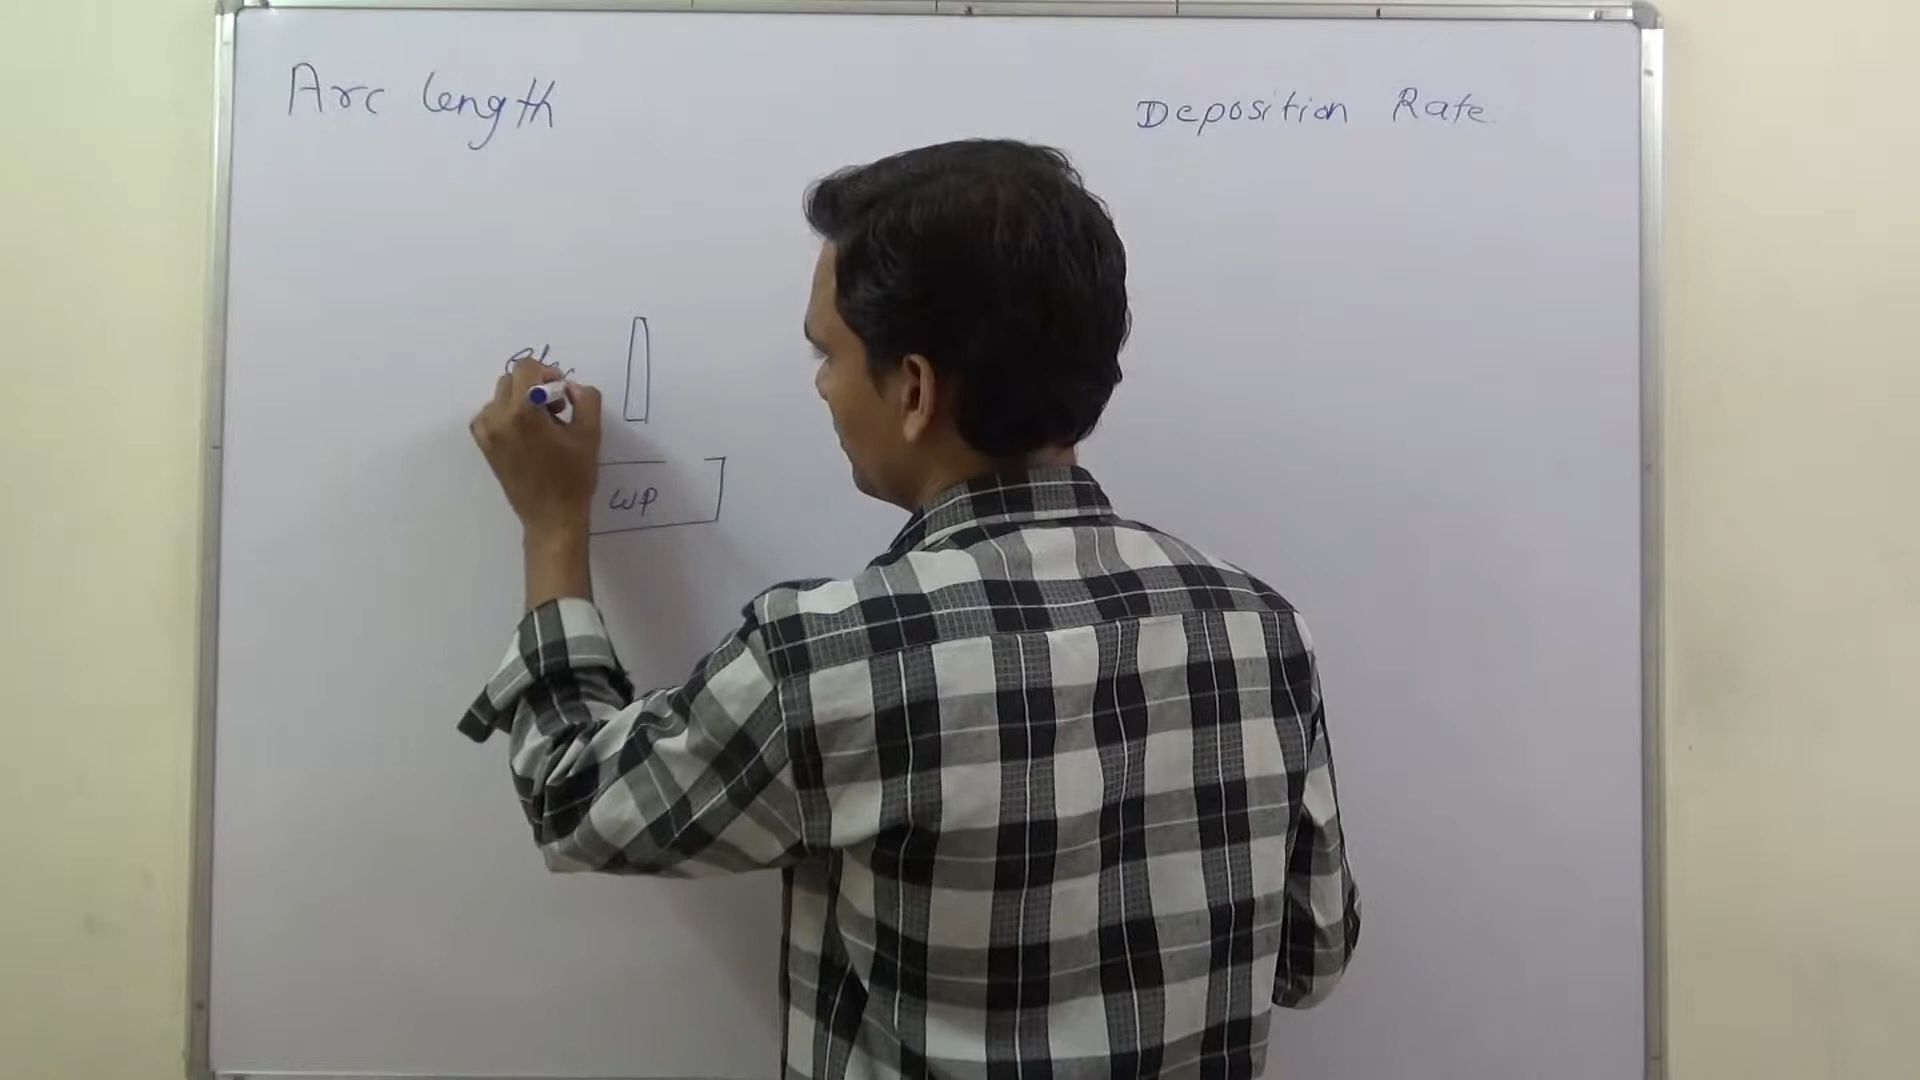 Arc length
Deposition Rate
WP